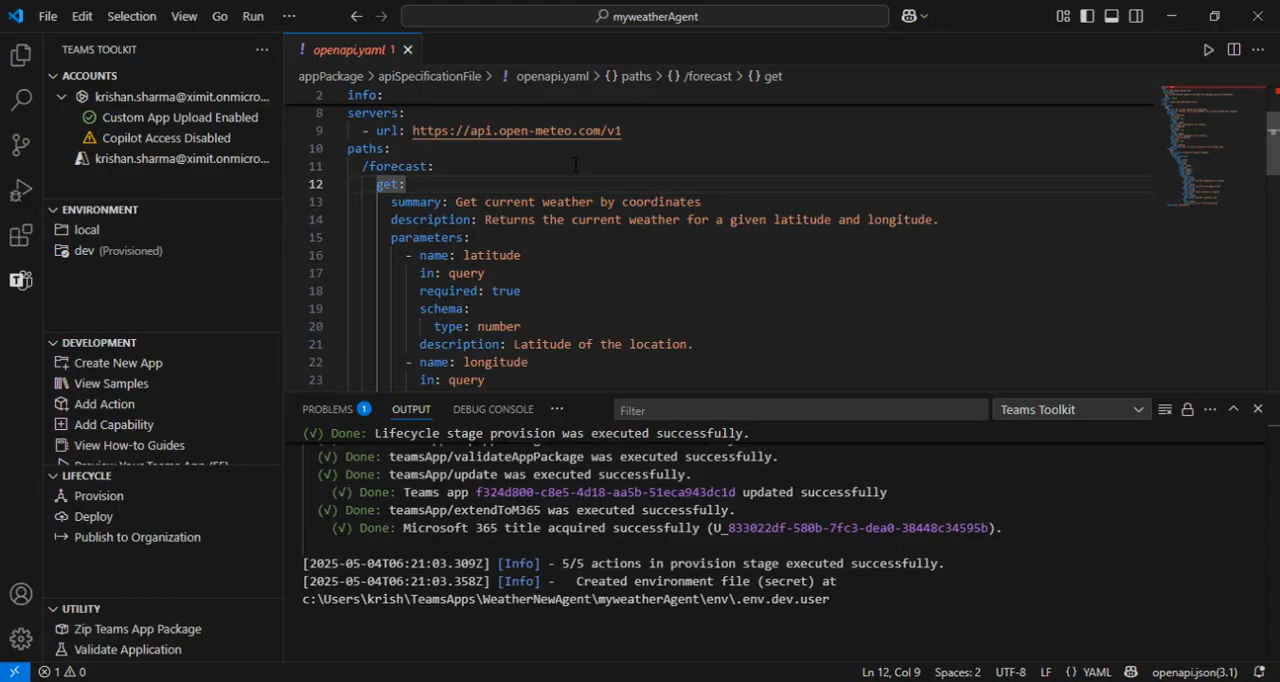 File Edit Selection View Go Run ··· myweatherAgent
TEAMS TOOLKIT ···
ACCOUNTS
krishan.sharma@ximit.onmicro...
Custom App Upload Enabled
Copilot Access Disabled
krishan.sharma@ximit.onmicro...
ENVIRONMENT
local
dev (Provisioned)
DEVELOPMENT
Create New App
View Samples
Add Action
Add Capability
View How-to Guides
Preview Your Teams App (F5)
LIFECYCLE
Provision
Deploy
Publish to Organization
UTILITY
Zip Teams App Package
Validate Application
! openapi.yaml 1
appPackage > apiSpecificationFile > ! openapi.yaml > {} paths > {} /forecast > {} get
2 info:
8 servers:
9 - url: https://api.open-meteo.com/v1
10 paths:
11 /forecast:
12 get:
13 summary: Get current weather by coordinates
14 description: Returns the current weather for a given latitude and longitude.
15 parameters:
16 - name: latitude
17 in: query
18 required: true
19 schema:
20 type: number
21 description: Latitude of the location.
22 - name: longitude
23 in: query
PROBLEMS 1 OUTPUT DEBUG CONSOLE ··· Filter Teams Toolkit ···
(√) Done: Lifecycle stage provision was executed successfully.
(√) Done: teamsApp/validateAppPackage was executed successfully.
(√) Done: teamsApp/update was executed successfully.
(√) Done: Teams app f324d800-c8e5-4d18-aa5b-51eca943dc1d updated successfully
(√) Done: teamsApp/extendToM365 was executed successfully.
(√) Done: Microsoft 365 title acquired successfully (U_833022df-580b-7fc3-dea0-38448c34595b).
[2025-05-04T06:21:03.309Z] [Info] - 5/5 actions in provision stage executed successfully.
[2025-05-04T06:21:03.358Z] [Info] - Created environment file (secret) at
c:\Users\krish\TeamsApps\WeatherNewAgent\myweatherAgent\env\.env.dev.user
1 0 Ln 12, Col 9 Spaces: 2 UTF-8 LF {} YAML openapi.json(3.1)